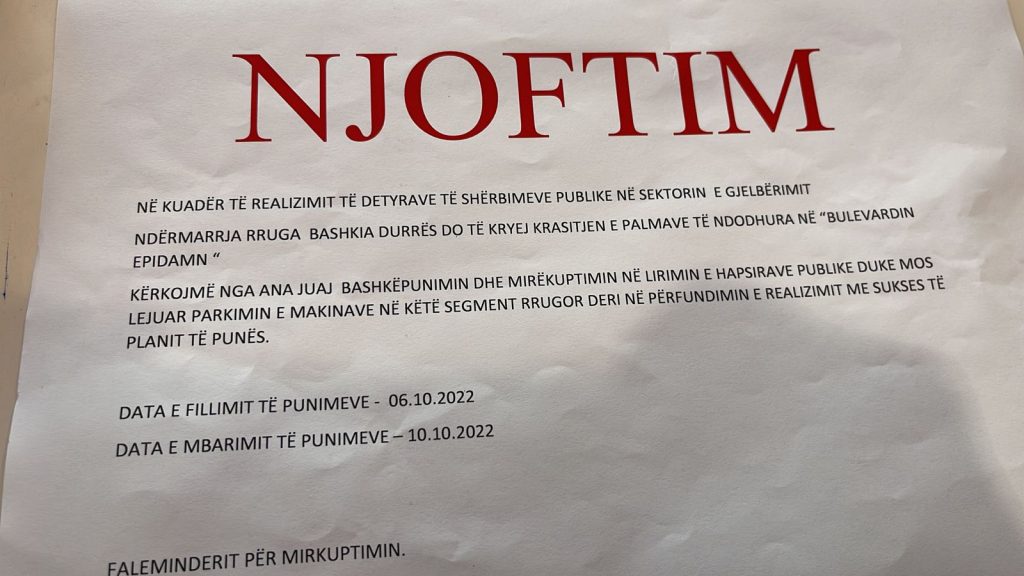 NJOFTIM
NË KUADËR TË REALIZIMIT TË DETYRAVE TË SHËRBIMEVE PUBLIKE NË SEKTORIN E GJELBËRIMIT
NDËRMARRJA RRUGA BASHKIA DURRËS DO TË KRYEJ KRASITJEN E PALMAVE TË NDODHURA NË “BULEVARDIN
EPIDAMN “
KËRKOJMË NGA ANA JUAJ BASHKËPUNIMIN DHE MIRËKUPTIMIN NË LIRIMIN E HAPSIRAVE PUBLIKE DUKE MOS
LEJUAR PARKIMIN E MAKINAVE NË KËTË SEGMENT RRUGOR DERI NË PËRFUNDIMIN E REALIZIMIT ME SUKSES TË
PLANIT TË PUNËS.
DATA E FILLIMIT TË PUNIMEVE - 06.10.2022
DATA E MBARIMIT TË PUNIMEVE – 10.10.2022
FALEMINDERIT PËR MIRKUPTIMIN.